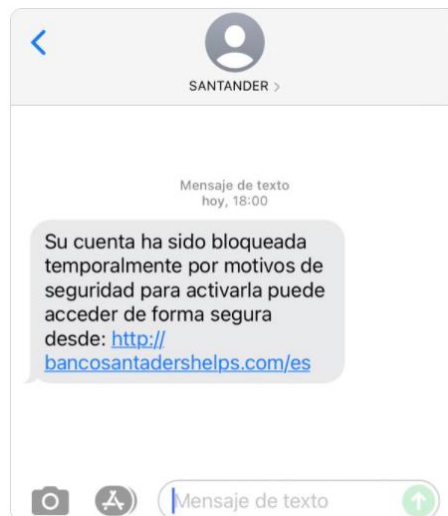 SANTANDER >
Mensaje de texto
hoy, 18:00
Su cuenta ha sido bloqueada
temporalmente por motivos de
seguridad para activarla puede
acceder de forma segura
desde: http://
bancosantadershelps.com/es
Mensaje de texto